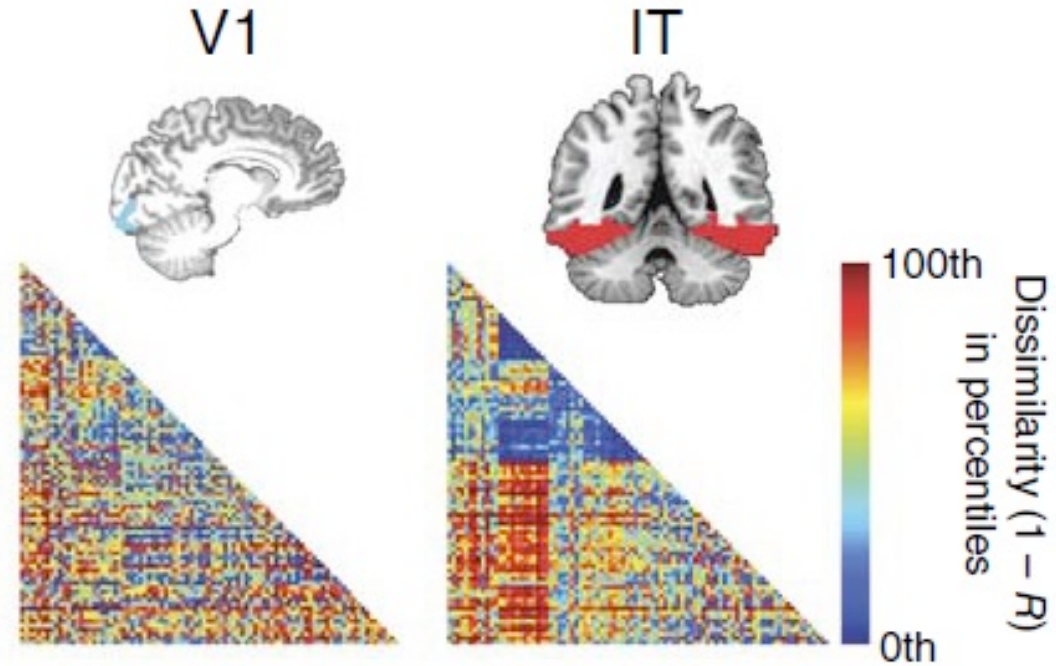 V1
IT
100th
0th
Dissimilarity (1 – R)
in percentiles